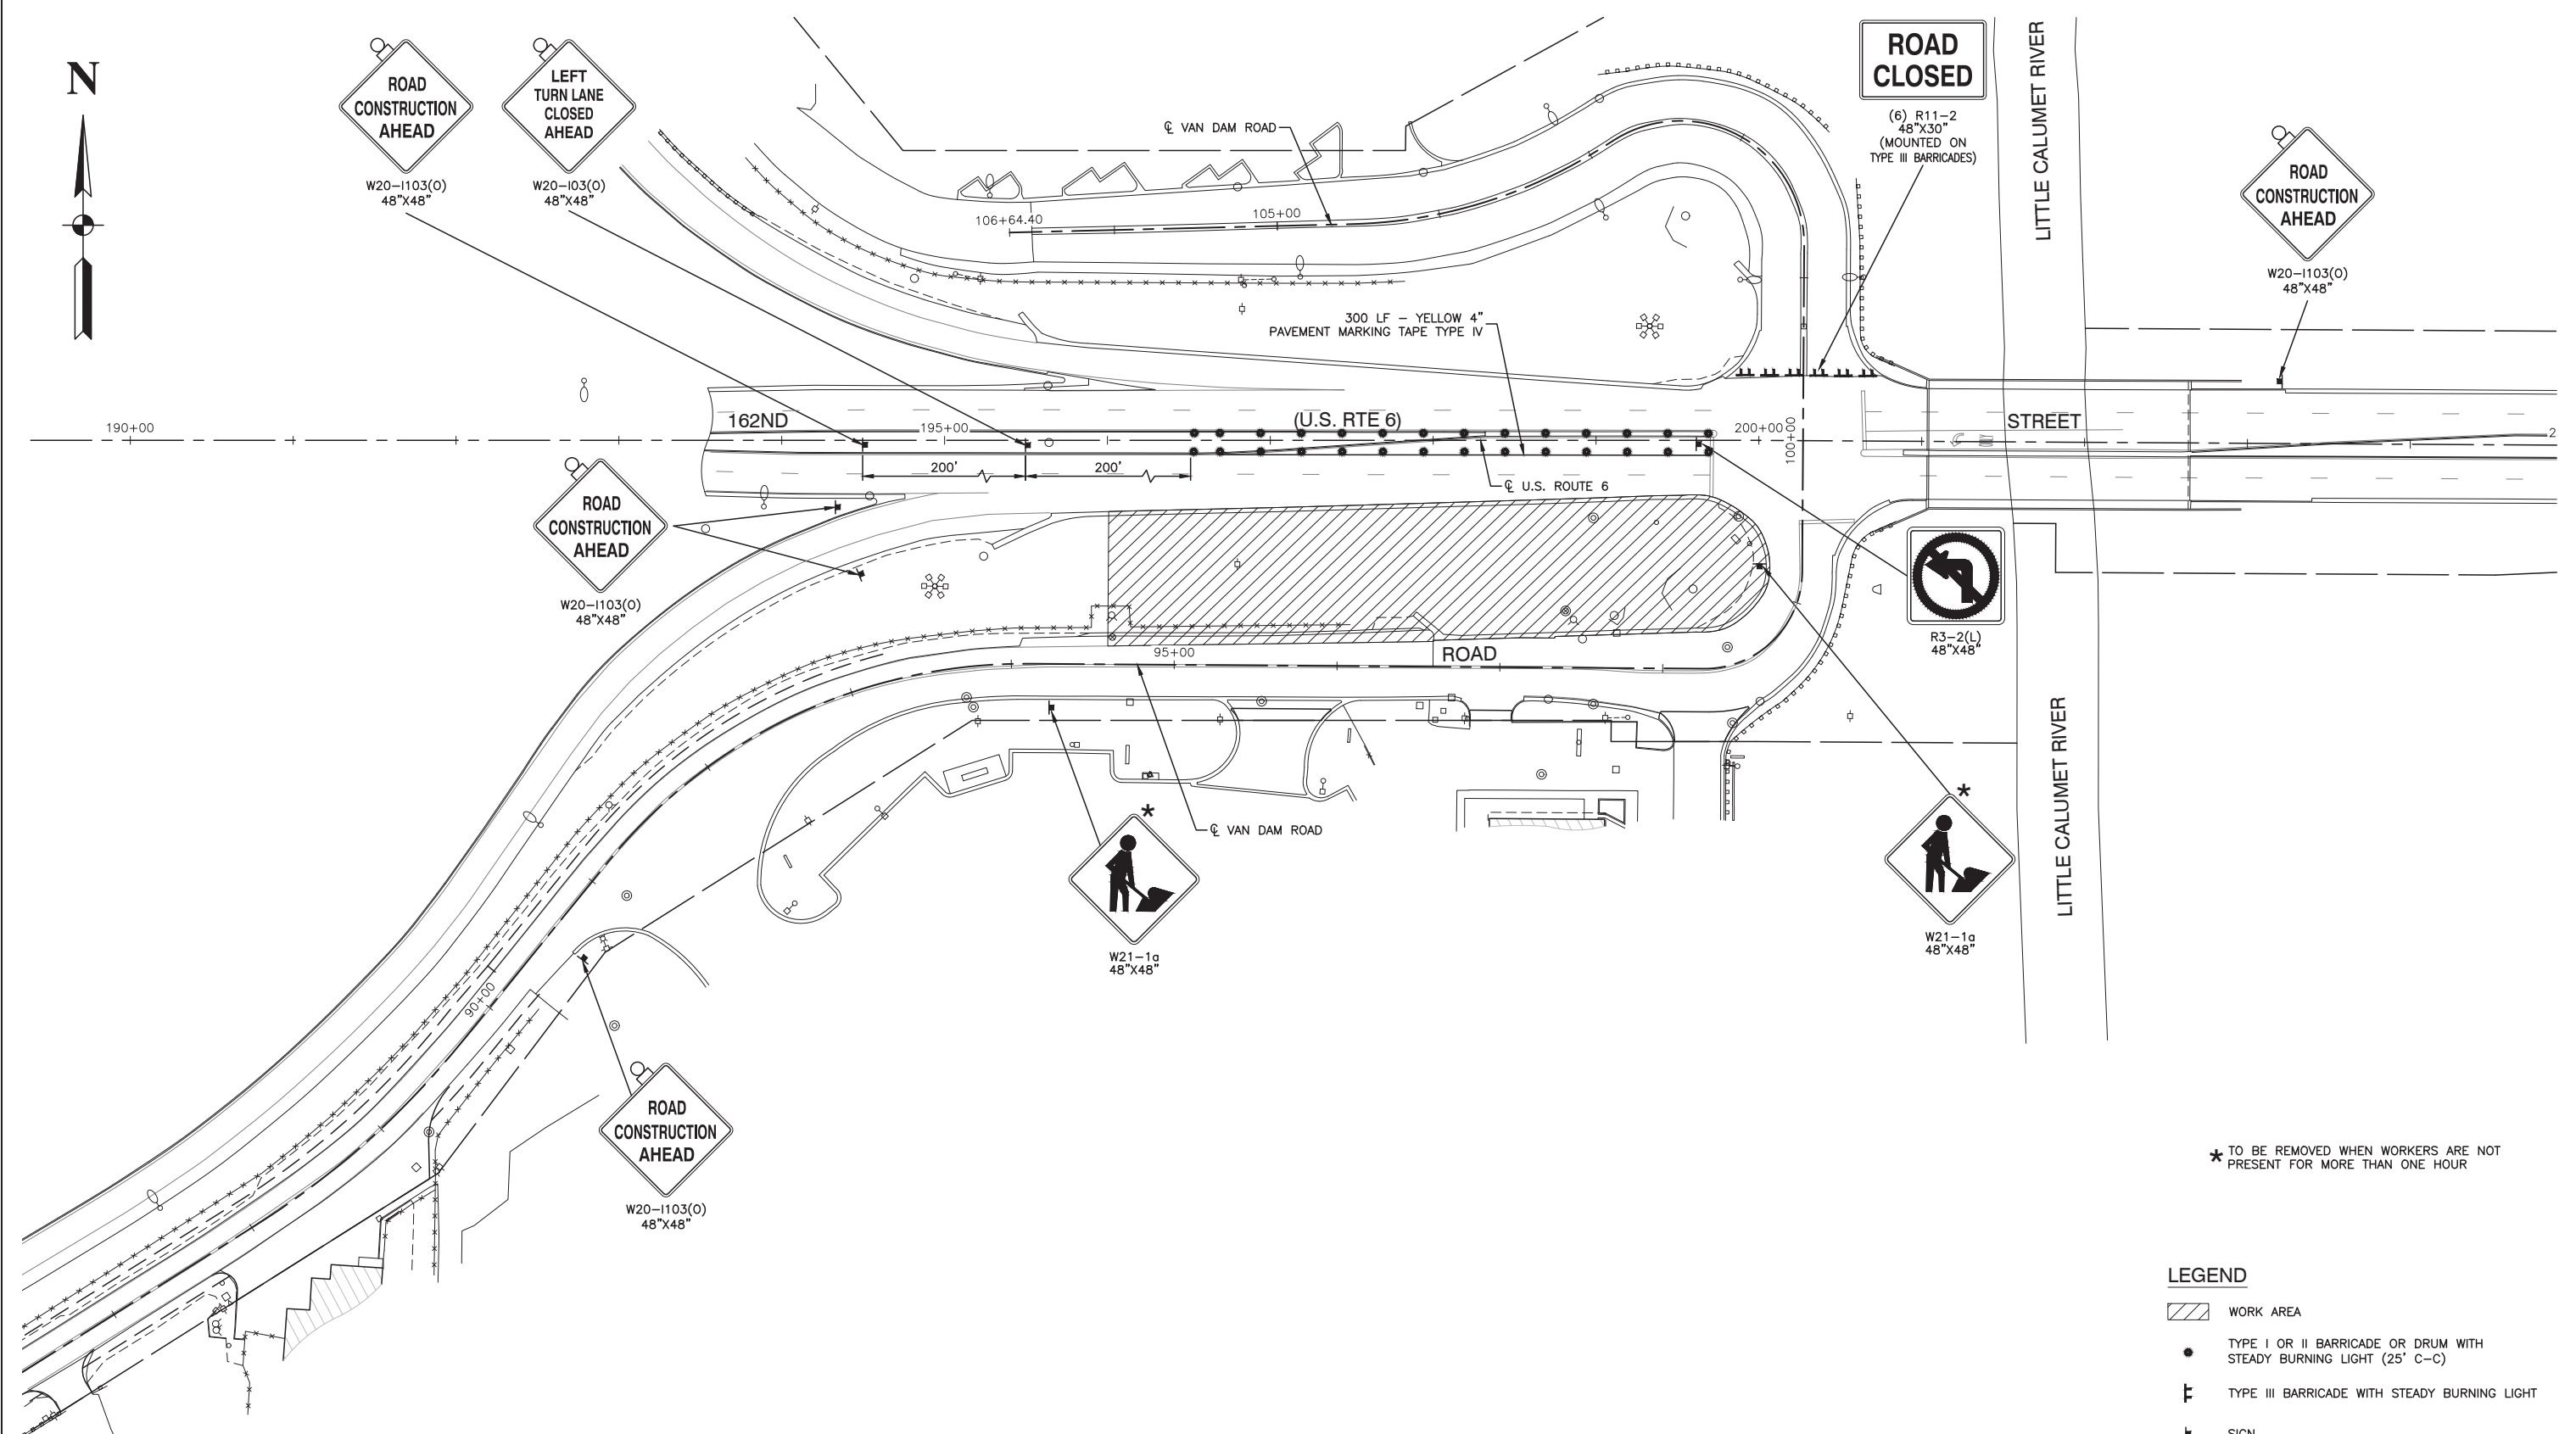 N
ROAD
CONSTRUCTION
AHEAD
W20-I103(O)
48"X48"
LEFT
TURN LANE
CLOSED
AHEAD
W20-I03(O)
48"X48"
℄ VAN DAM ROAD
106+64.40
105+00
ROAD
CLOSED
(6) R11-2
48"X30"
(MOUNTED ON
TYPE III BARRICADES)
LITTLE CALUMET RIVER
ROAD
CONSTRUCTION
AHEAD
W20-I103(O)
48"X48"
300 LF - YELLOW 4"
PAVEMENT MARKING TAPE TYPE IV
190+00
162ND
195+00
(U.S. RTE 6)
200+00
100+00
STREET
2
200'
200'
℄ U.S. ROUTE 6
ROAD
CONSTRUCTION
AHEAD
W20-I103(O)
48"X48"
R3-2(L)
48"X48"
95+00
ROAD
℄ VAN DAM ROAD
*
W21-1a
48"X48"
*
W21-1a
48"X48"
LITTLE CALUMET RIVER
90+00
ROAD
CONSTRUCTION
AHEAD
W20-I103(O)
48"X48"
* TO BE REMOVED WHEN WORKERS ARE NOT
PRESENT FOR MORE THAN ONE HOUR
LEGEND
WORK AREA
TYPE I OR II BARRICADE OR DRUM WITH
STEADY BURNING LIGHT (25' C-C)
TYPE III BARRICADE WITH STEADY BURNING LIGHT
SIGN